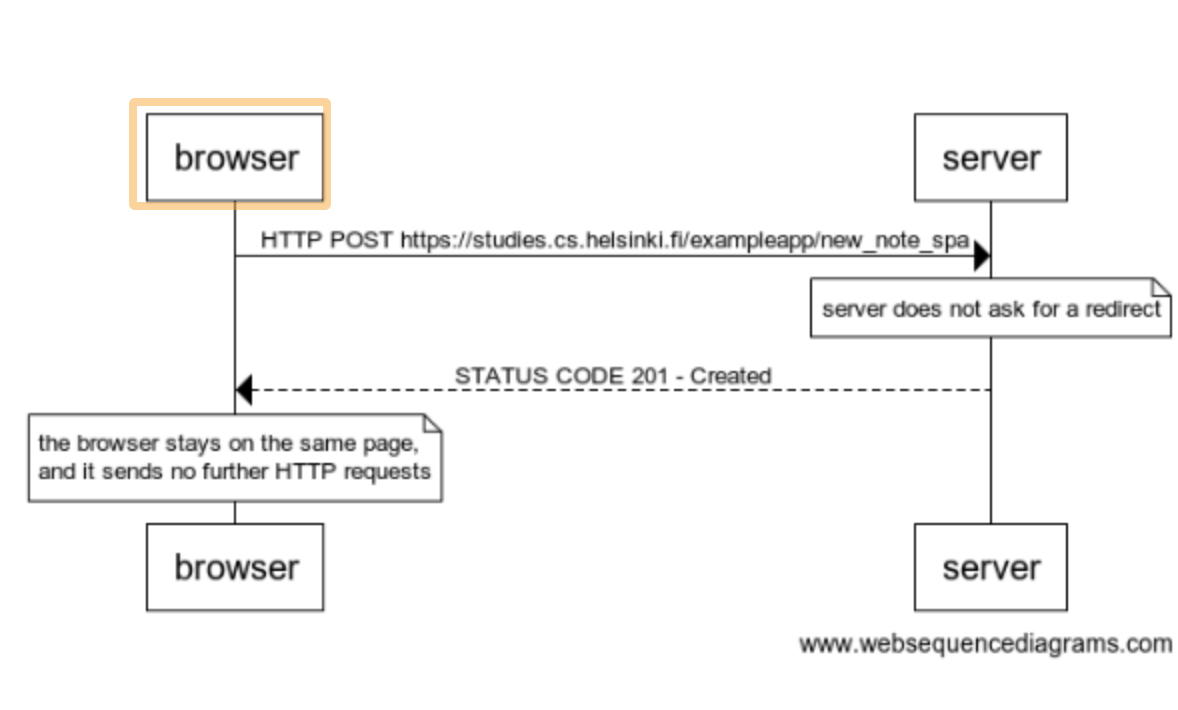 browser
server
HTTP POST https://studies.cs.helsinki.fi/exampleapp/new_note_spa
server does not ask for a redirect
STATUS CODE 201 - Created
the browser stays on the same page,
and it sends no further HTTP requests
browser
server
www.websequencediagrams.com